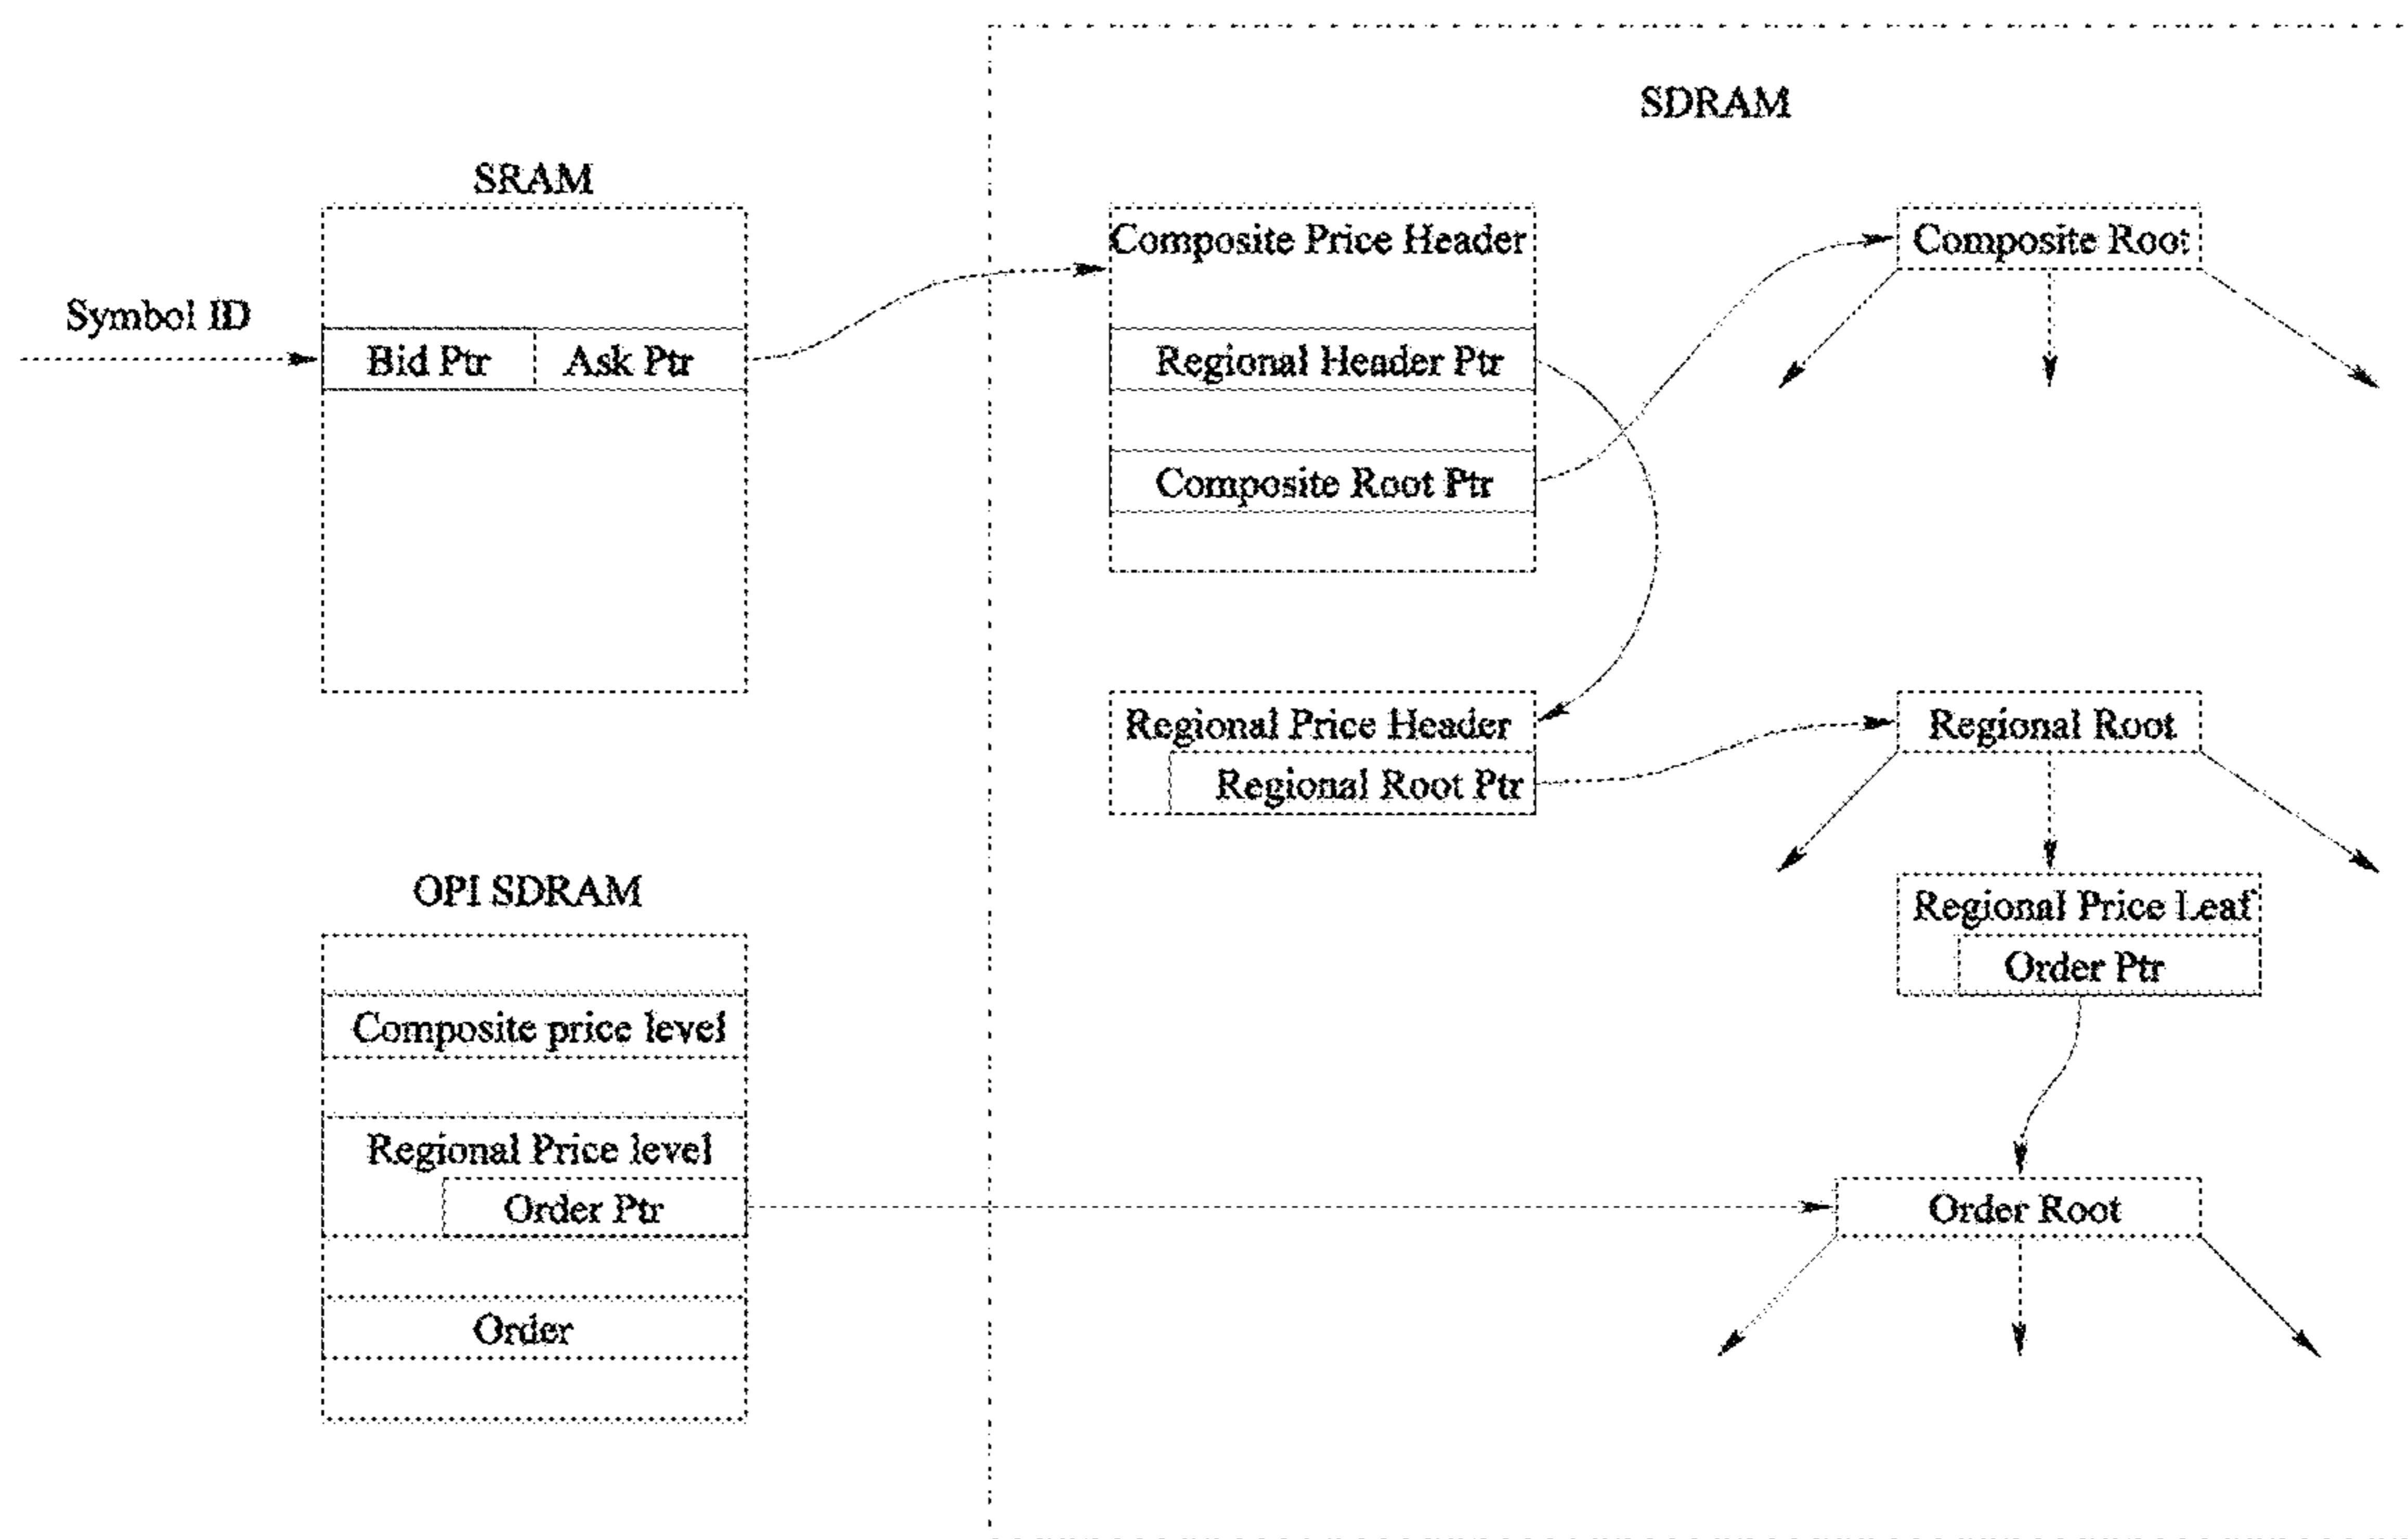 SDRAM
SRAM
Symbol ID
Bid Ptr
Ask Ptr
Composite Price Header
Regional Header Ptr
Composite Root Ptr
Composite Root
Regional Price Header
Regional Root Ptr
Regional Root
Regional Price Leaf
Order Ptr
OPI SDRAM
Composite price level
Regional Price level
Order Ptr
Order
Order Root